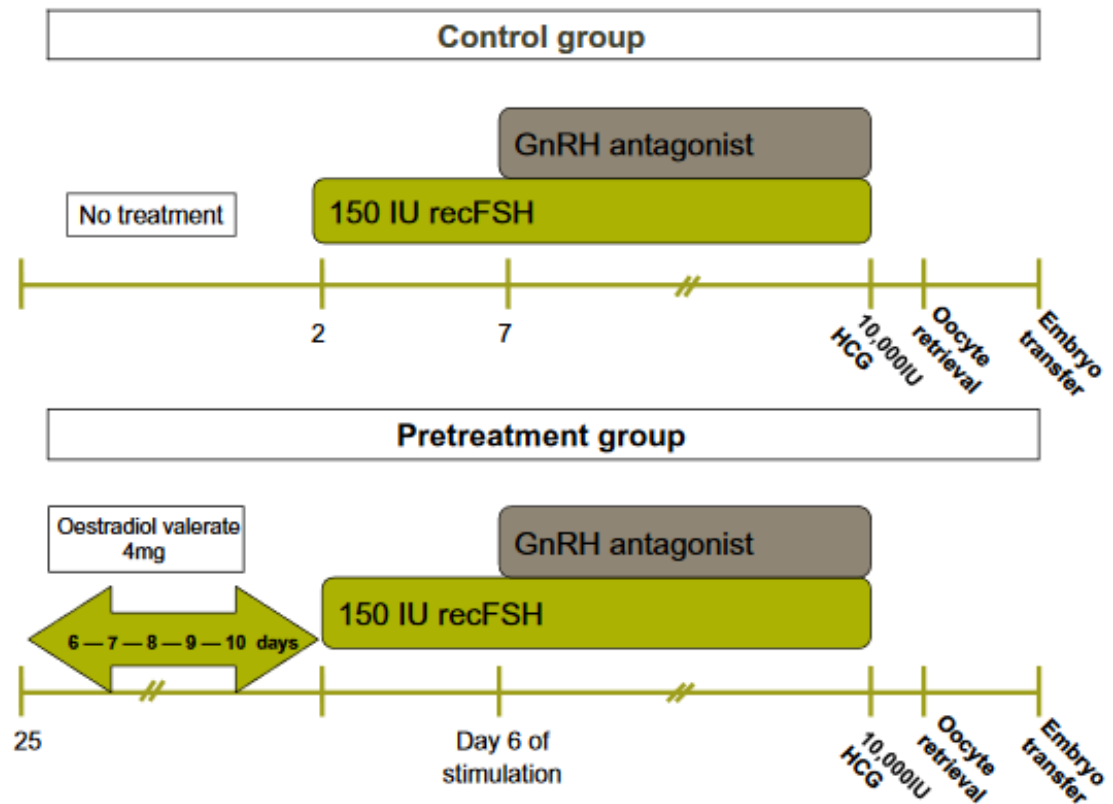 Control group
GnRH antagonist
No treatment
150 IU recFSH
2
7
10,000IU
HCG
Oocyte
retrieval
Embryo
transfer
Pretreatment group
Oestradiol valerate
4mg
GnRH antagonist
150 IU recFSH
6 — 7 — 8 — 9 — 10 days
25
Day 6 of
stimulation
10,000IU
HCG
Oocyte
retrieval
Embryo
transfer